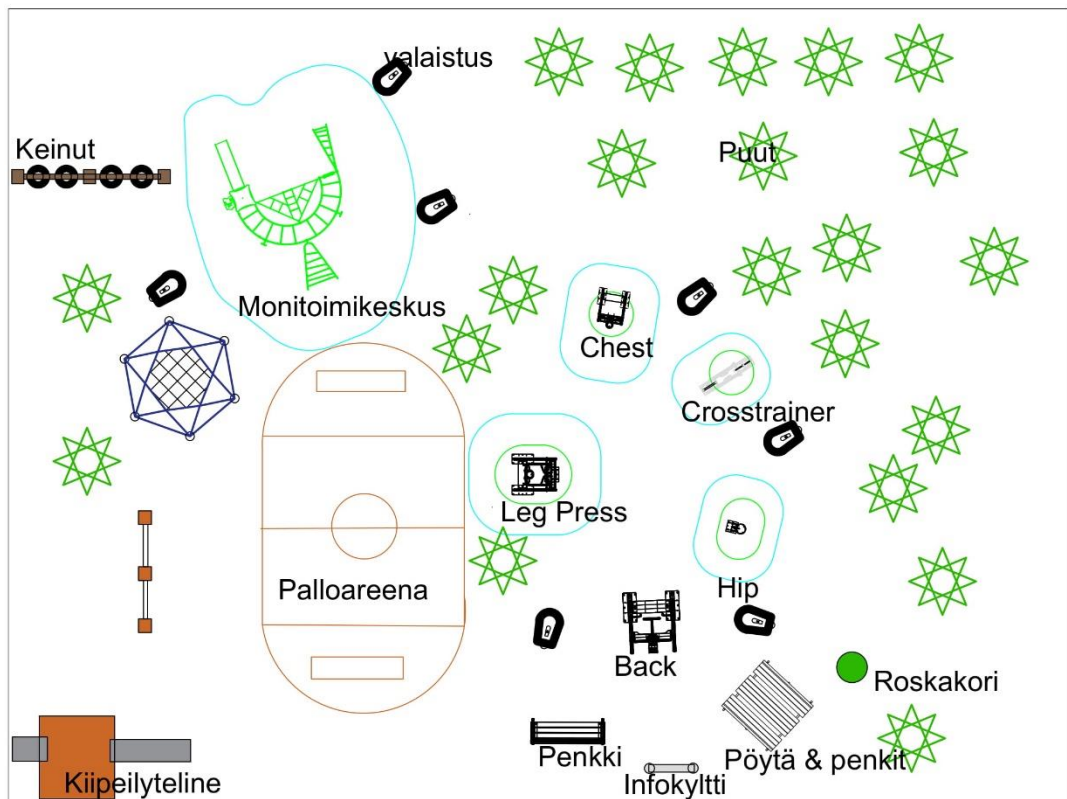 valaistus
Keinut
Puut
Monitoimikeskus
Chest
Crosstrainer
Leg Press
Palloareena
Hip
Back
Roskakori
Penkki
Pöytä & penkit
Kiipeilyteline
Infokyltti